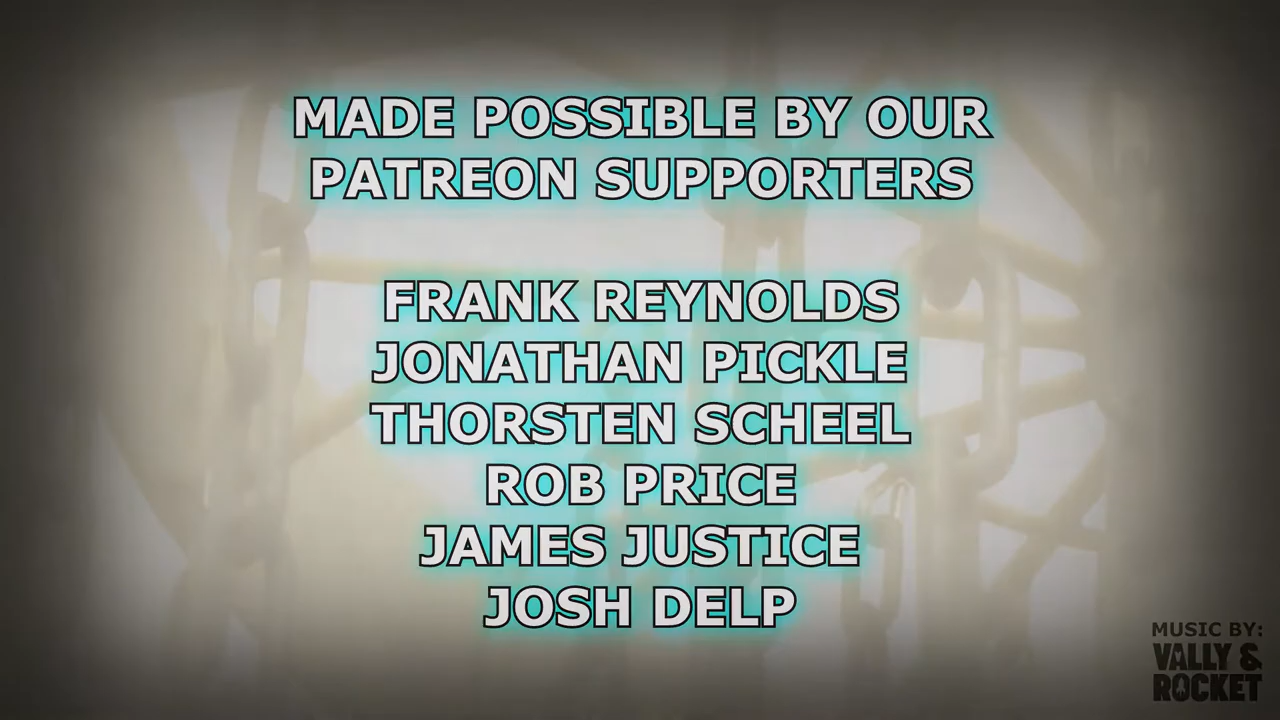 MADE POSSIBLE BY OUR
PATREON SUPPORTERS
FRANK REYNOLDS
JONATHAN PICKLE
THORSTEN SCHEEL
ROB PRICE
JAMES JUSTICE
JOSH DELP
MUSIC BY:
VALLY &
ROCKET